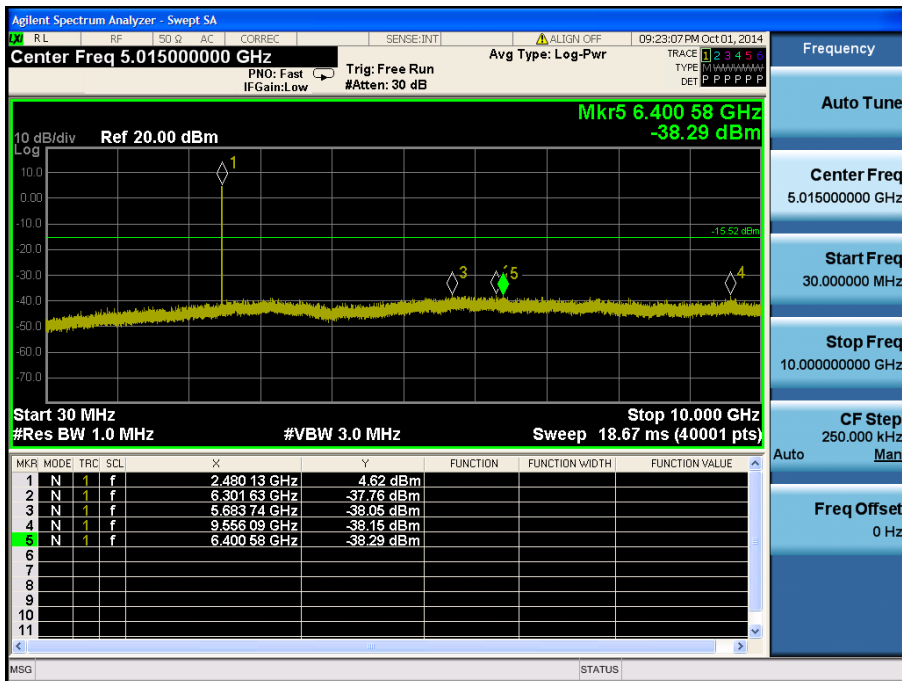 Agilent Spectrum Analyzer - Swept SA
LXI RL RF 50 Ω AC CORREC SENSE:INT ALIGN OFF 09:23:07 PM Oct 01, 2014
Center Freq 5.015000000 GHz
PNO: Fast
IFGain:Low
Trig: Free Run
#Atten: 30 dB
Avg Type: Log-Pwr
TRACE 1 2 3 4 5 6
TYPE MWWWWW
DET P P P P P P
Mkr5 6.400 58 GHz
-38.29 dBm
10 dB/div Ref 20.00 dBm
Log
10.0
0.00
-10.0
-20.0
-30.0
-40.0
-50.0
-60.0
-70.0
1
-15.52 dBm
3
5
4
Start 30 MHz
Stop 10.000 GHz
#Res BW 1.0 MHz
#VBW 3.0 MHz
Sweep 18.67 ms (40001 pts)
MKR MODE TRC SCL X Y FUNCTION FUNCTION WIDTH FUNCTION VALUE
1 N 1 f 2.480 13 GHz 4.62 dBm
2 N 1 f 6.301 63 GHz -37.76 dBm
3 N 1 f 5.683 74 GHz -38.05 dBm
4 N 1 f 9.556 09 GHz -38.15 dBm
5 N 1 f 6.400 58 GHz -38.29 dBm
6
7
8
9
10
11
MSG
STATUS
Frequency
Auto Tune
Center Freq
5.015000000 GHz
Start Freq
30.000000 MHz
Stop Freq
10.000000000 GHz
CF Step
250.000 kHz
Auto Man
Freq Offset
0 Hz